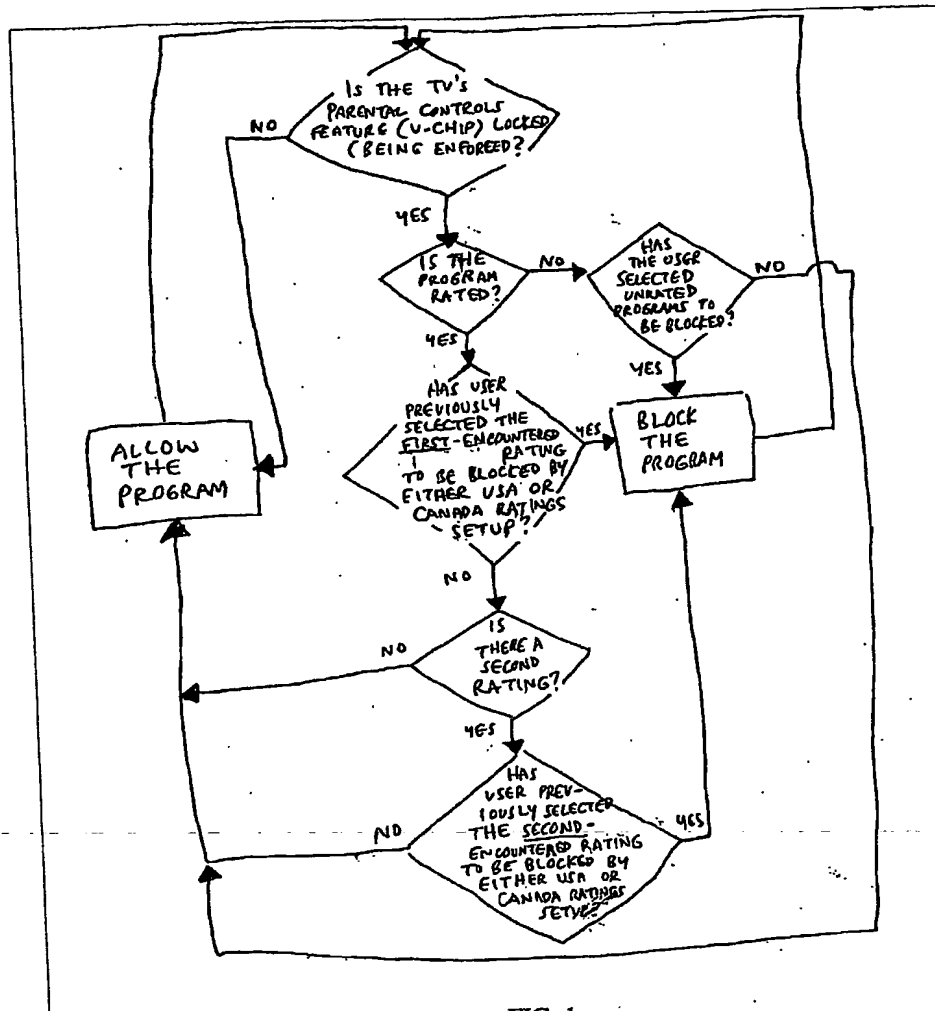 IS THE TV'S
PARENTAL CONTROLS
FEATURE (V-CHIP) LOCKED
(BEING ENFORCED?
NO
YES
IS THE
PROGRAM
RATED?
NO
HAS
THE USER
SELECTED
UNRATED
PROGRAMS TO
BE BLOCKED?
NO
YES
YES
HAS USER
PREVIOUSLY
SELECTED THE
FIRST-ENCOUNTERED
RATING
TO BE BLOCKED BY
EITHER USA OR
CANADA RATINGS
SETUP?
YES
BLOCK
THE
PROGRAM
ALLOW
THE
PROGRAM
NO
IS
THERE A
SECOND
RATING?
NO
YES
HAS
USER PREV-
IOUSLY SELECTED
THE SECOND-
ENCOUNTERED RATING
TO BE BLOCKED BY
EITHER USA OR
CANADA RATINGS
SETUP?
NO
YES